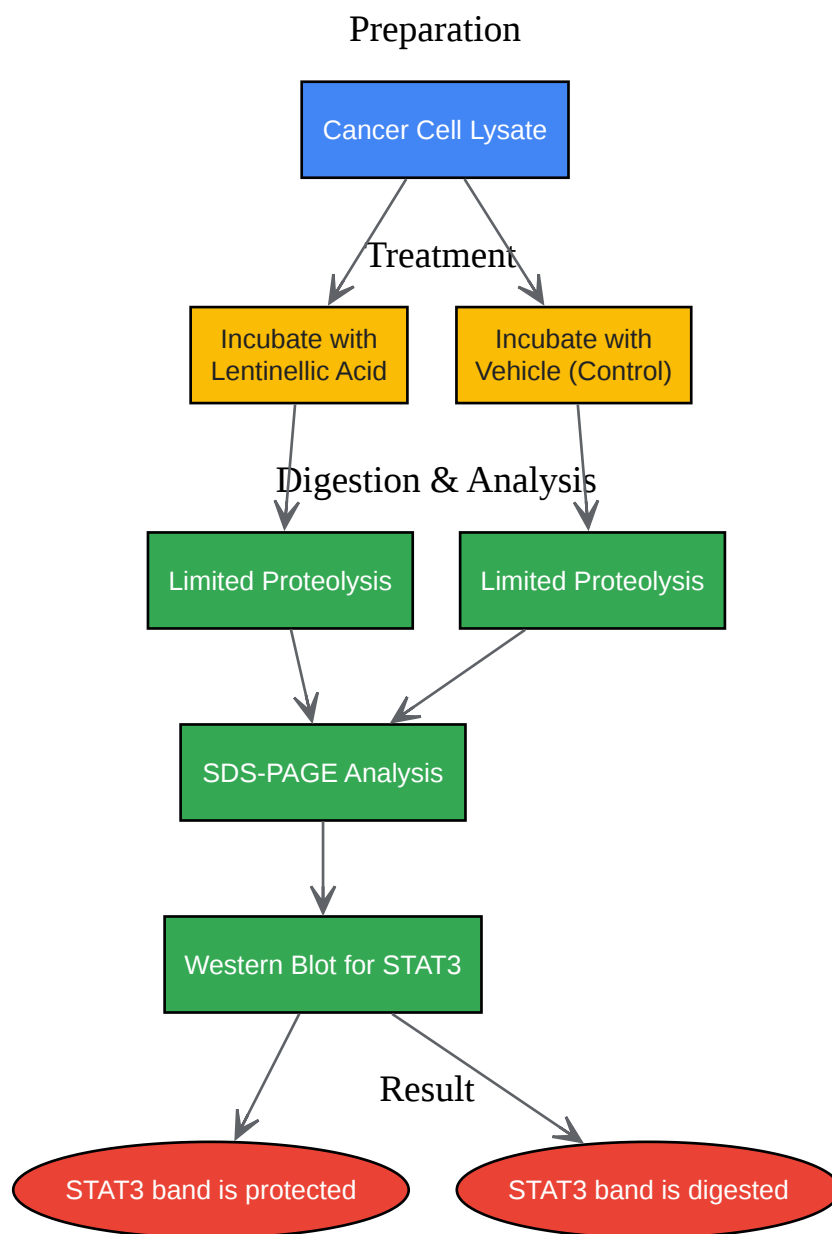 Preparation
Cancer Cell Lysate
Treatment
Incubate with
Lentinellic Acid
Incubate with
Vehicle (Control)
Digestion & Analysis
Limited Proteolysis
Limited Proteolysis
SDS-PAGE Analysis
Western Blot for STAT3
Result
STAT3 band is protected
STAT3 band is digested